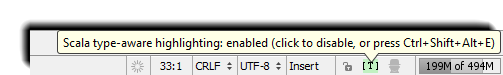 Scala type-aware highlighting: enabled (click to disable, or press Ctrl+Shift+Alt+E)
33:1 CRLF UTF-8 Insert [T] 199M of 494M